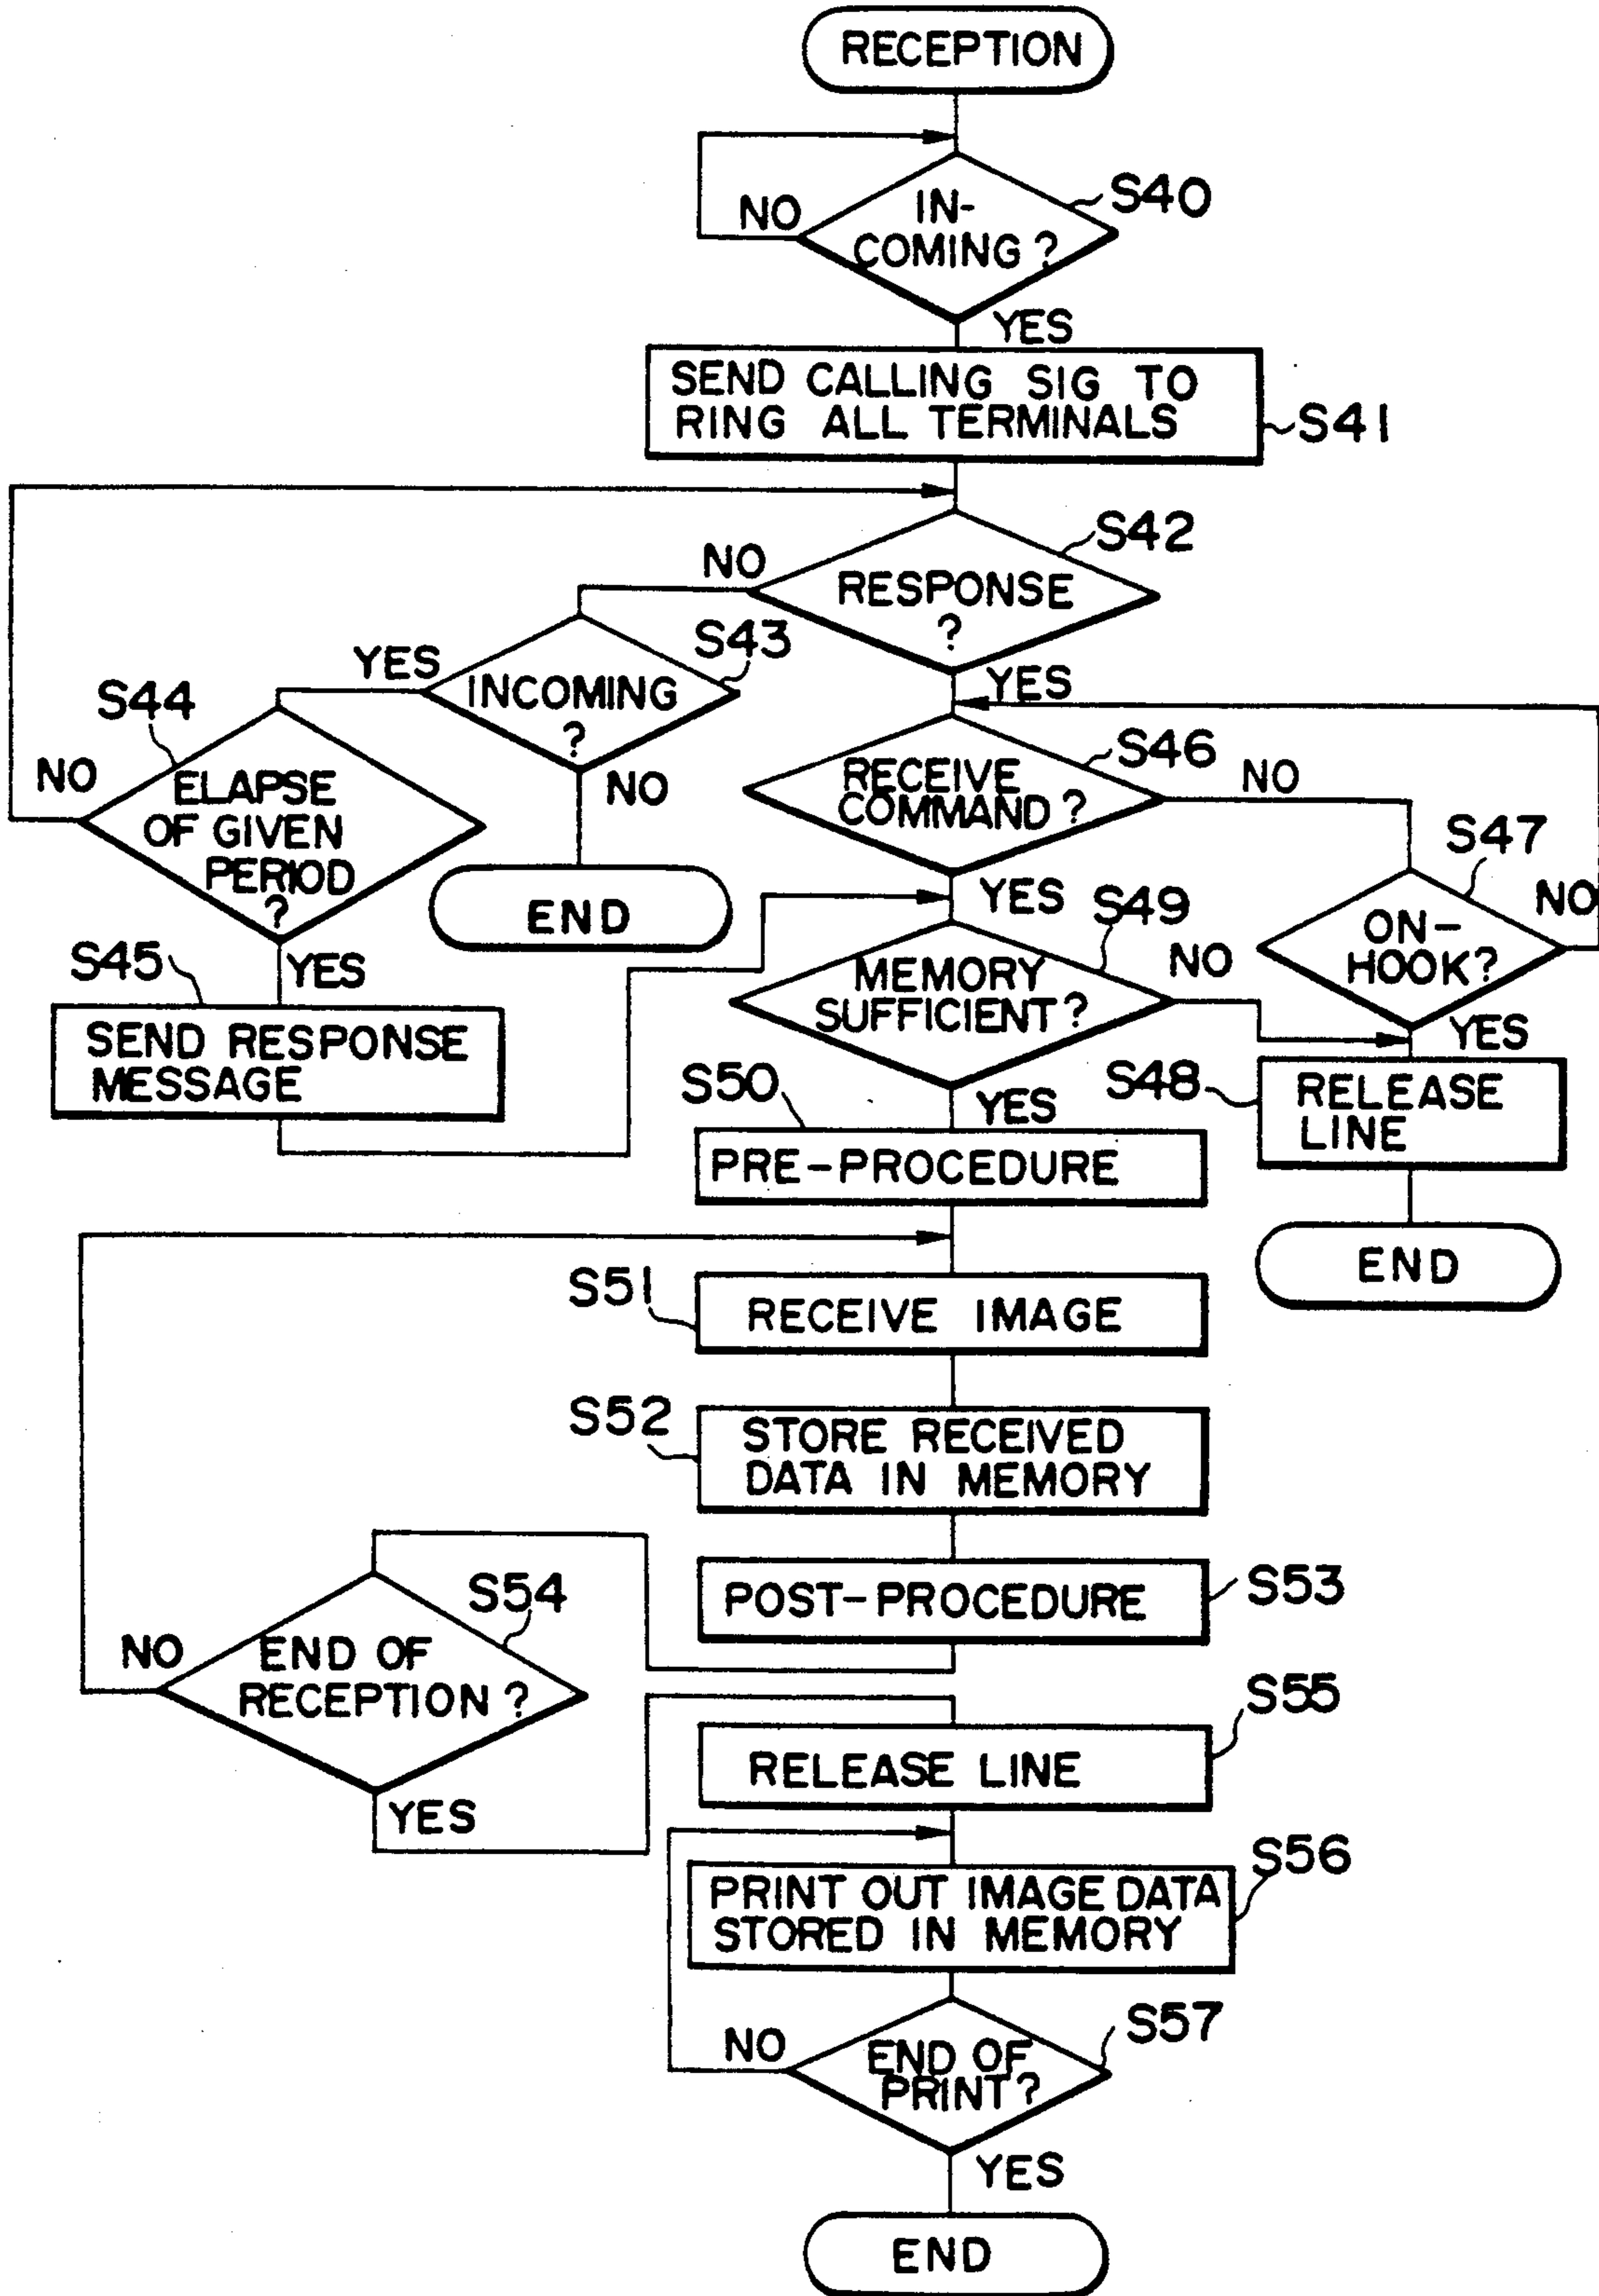 RECEPTION
S40
NO
IN-
COMING?
YES
SEND CALLING SIG TO
RING ALL TERMINALS
S41
S42
NO
RESPONSE
?
YES
S43
YES
INCOMING
?
NO
END
S44
NO
ELAPSE
OF GIVEN
PERIOD
?
YES
S45
SEND RESPONSE
MESSAGE
S46
RECEIVE
COMMAND?
NO
YES
S47
NO
ON-
HOOK?
YES
S49
MEMORY
SUFFICIENT?
NO
YES
S48
RELEASE
LINE
END
S50
PRE-PROCEDURE
S51
RECEIVE IMAGE
S52
STORE RECEIVED
DATA IN MEMORY
POST-PROCEDURE
S53
S54
NO
END OF
RECEPTION?
YES
S55
RELEASE LINE
S56
PRINT OUT IMAGE DATA
STORED IN MEMORY
S57
NO
END OF
PRINT?
YES
END